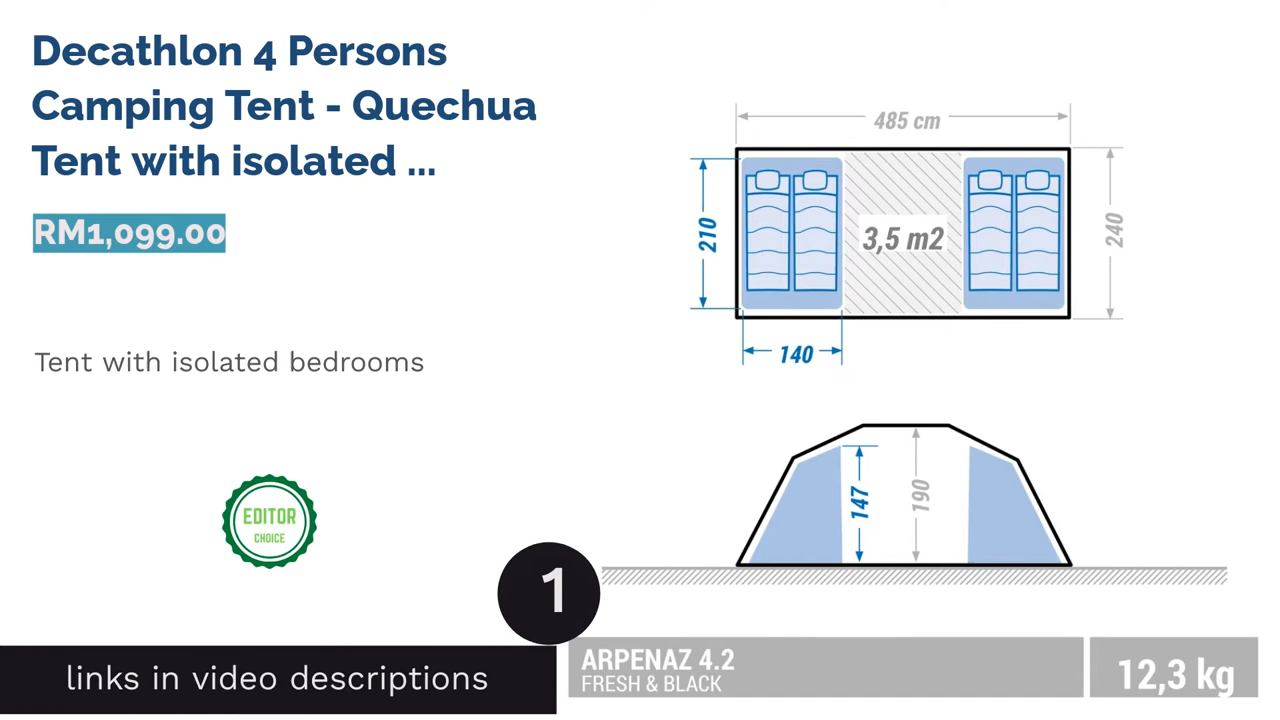 Decathlon 4 Persons
Camping Tent - Quechua
Tent with isolated ...
RM1,099.00
Tent with isolated bedrooms
EDITOR
CHOICE
1
links in video descriptions
485 cm
210
3,5 m2
240
140
147
190
ARPENAZ 4.2
FRESH & BLACK
12,3 kg